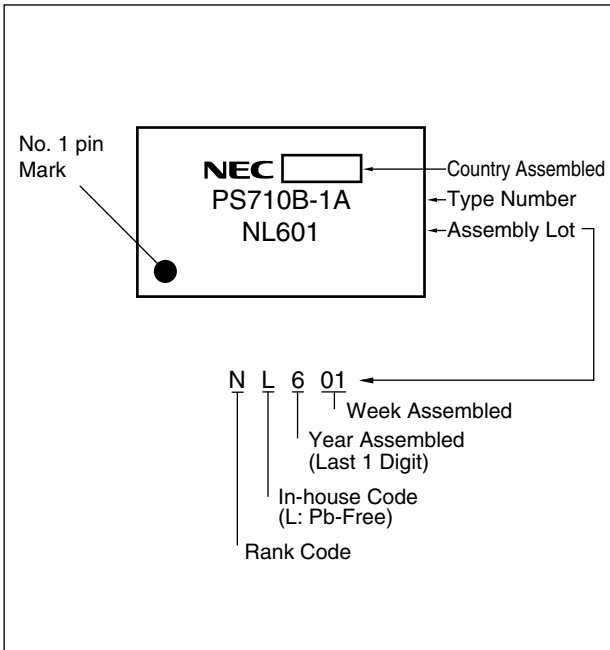 No. 1 pin
Mark
NEC
Country Assembled
PS710B-1A
Type Number
NL601
Assembly Lot
N L 6 01
Week Assembled
Year Assembled
(Last 1 Digit)
In-house Code
(L: Pb-Free)
Rank Code